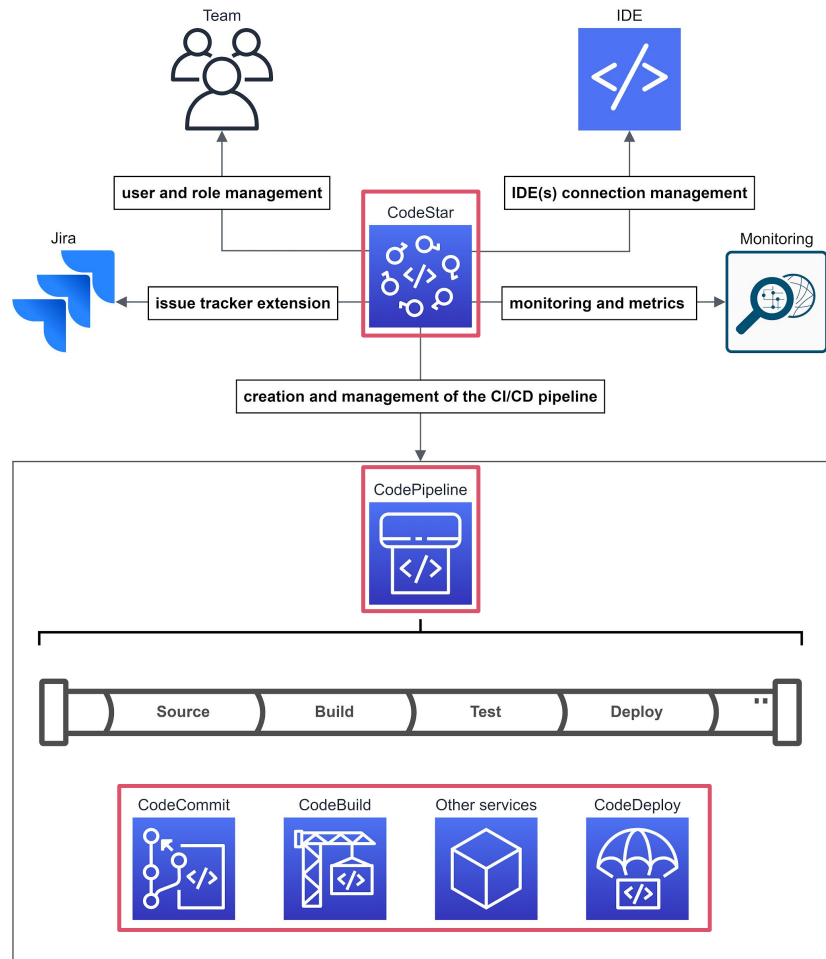 Team
IDE
user and role management
IDE(s) connection management
CodeStar
Jira
Monitoring
issue tracker extension
monitoring and metrics
creation and management of the CI/CD pipeline
CodePipeline
Source
Build
Test
Deploy
..
CodeCommit
CodeBuild
Other services
CodeDeploy